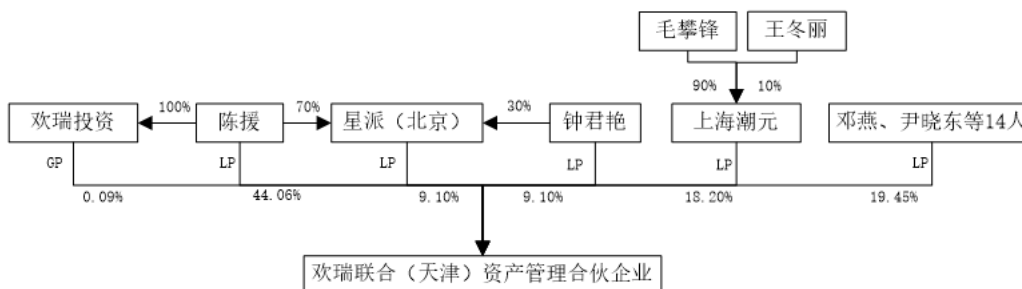 毛攀锋
王冬丽
90%
10%
欢瑞投资
100%
陈援
70%
星派（北京）
30%
钟君艳
上海潮元
邓燕、尹晓东等14人
GP
LP
LP
LP
LP
LP
0.09%
44.06%
9.10%
9.10%
18.20%
19.45%
欢瑞联合（天津）资产管理合伙企业